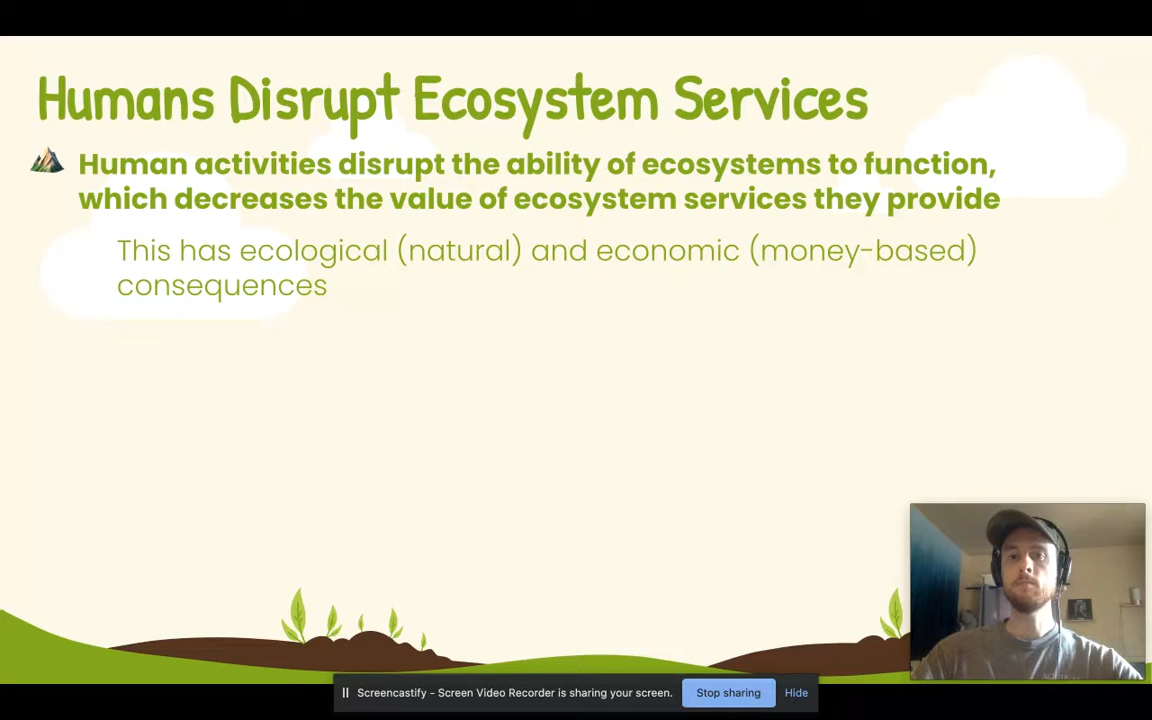 Humans Disrupt Ecosystem Services
Human activities disrupt the ability of ecosystems to function,
which decreases the value of ecosystem services they provide
This has ecological (natural) and economic (money-based)
consequences
Screencastify - Screen Video Recorder is sharing your screen.
Stop sharing
Hide